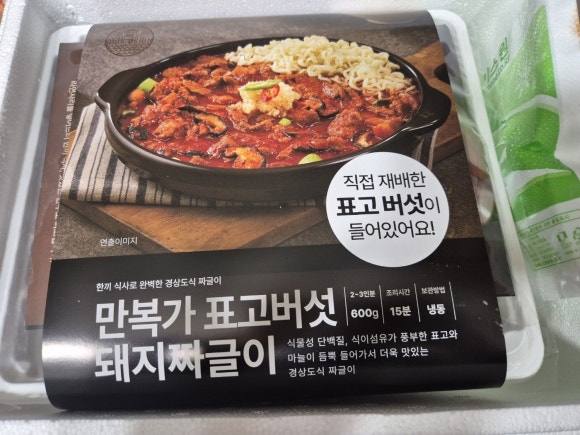 직접 재배한
표고 버섯이
들어있어요!
연출이미지
한끼 식사로 완벽한 경상도식 짜글이
만복가 표고버섯
돼지짜글이
2~3인분 조리시간 보관방법
600g 15분 냉동
식물성 단백질, 식이섬유가 풍부한 표고와
마늘이 듬뿍 들어가서 더욱 맛있는
경상도식 짜글이